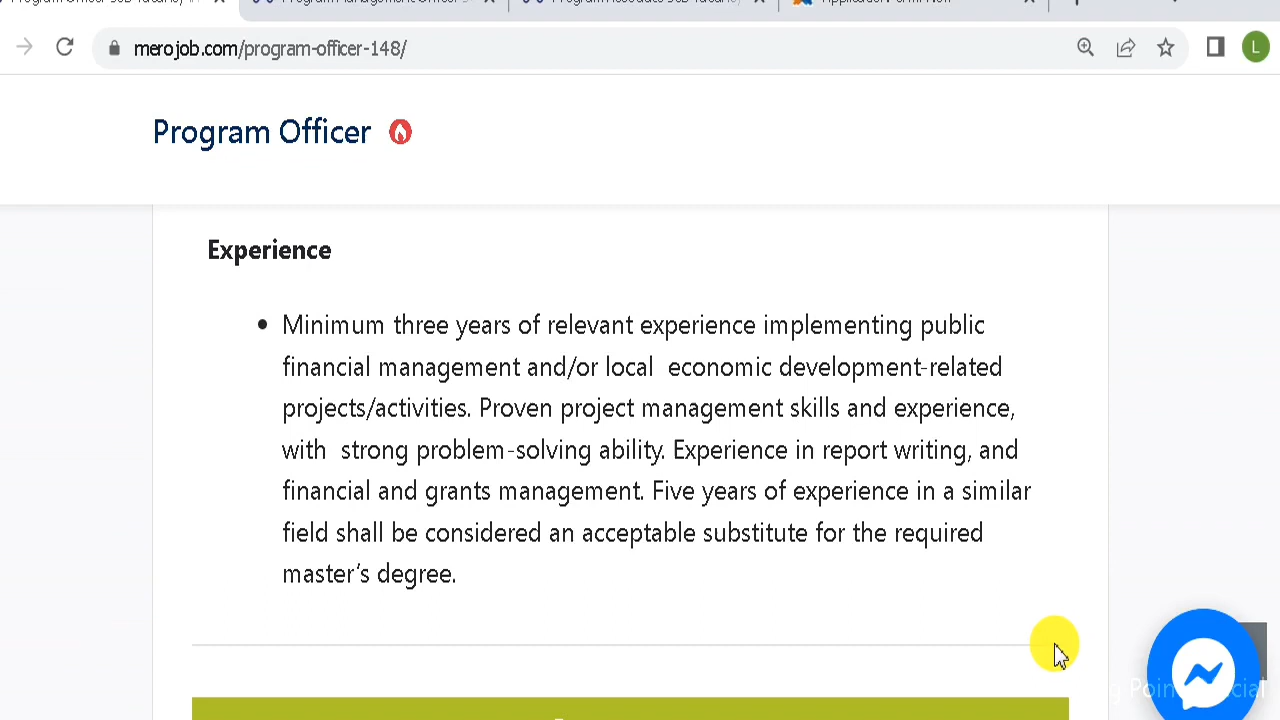 merojob.com/program-officer-148/
L
Program Officer
Experience
Minimum three years of relevant experience implementing public
financial management and/or local economic development-related
projects/activities. Proven project management skills and experience,
with strong problem-solving ability. Experience in report writing, and
financial and grants management. Five years of experience in a similar
field shall be considered an acceptable substitute for the required
master's degree.